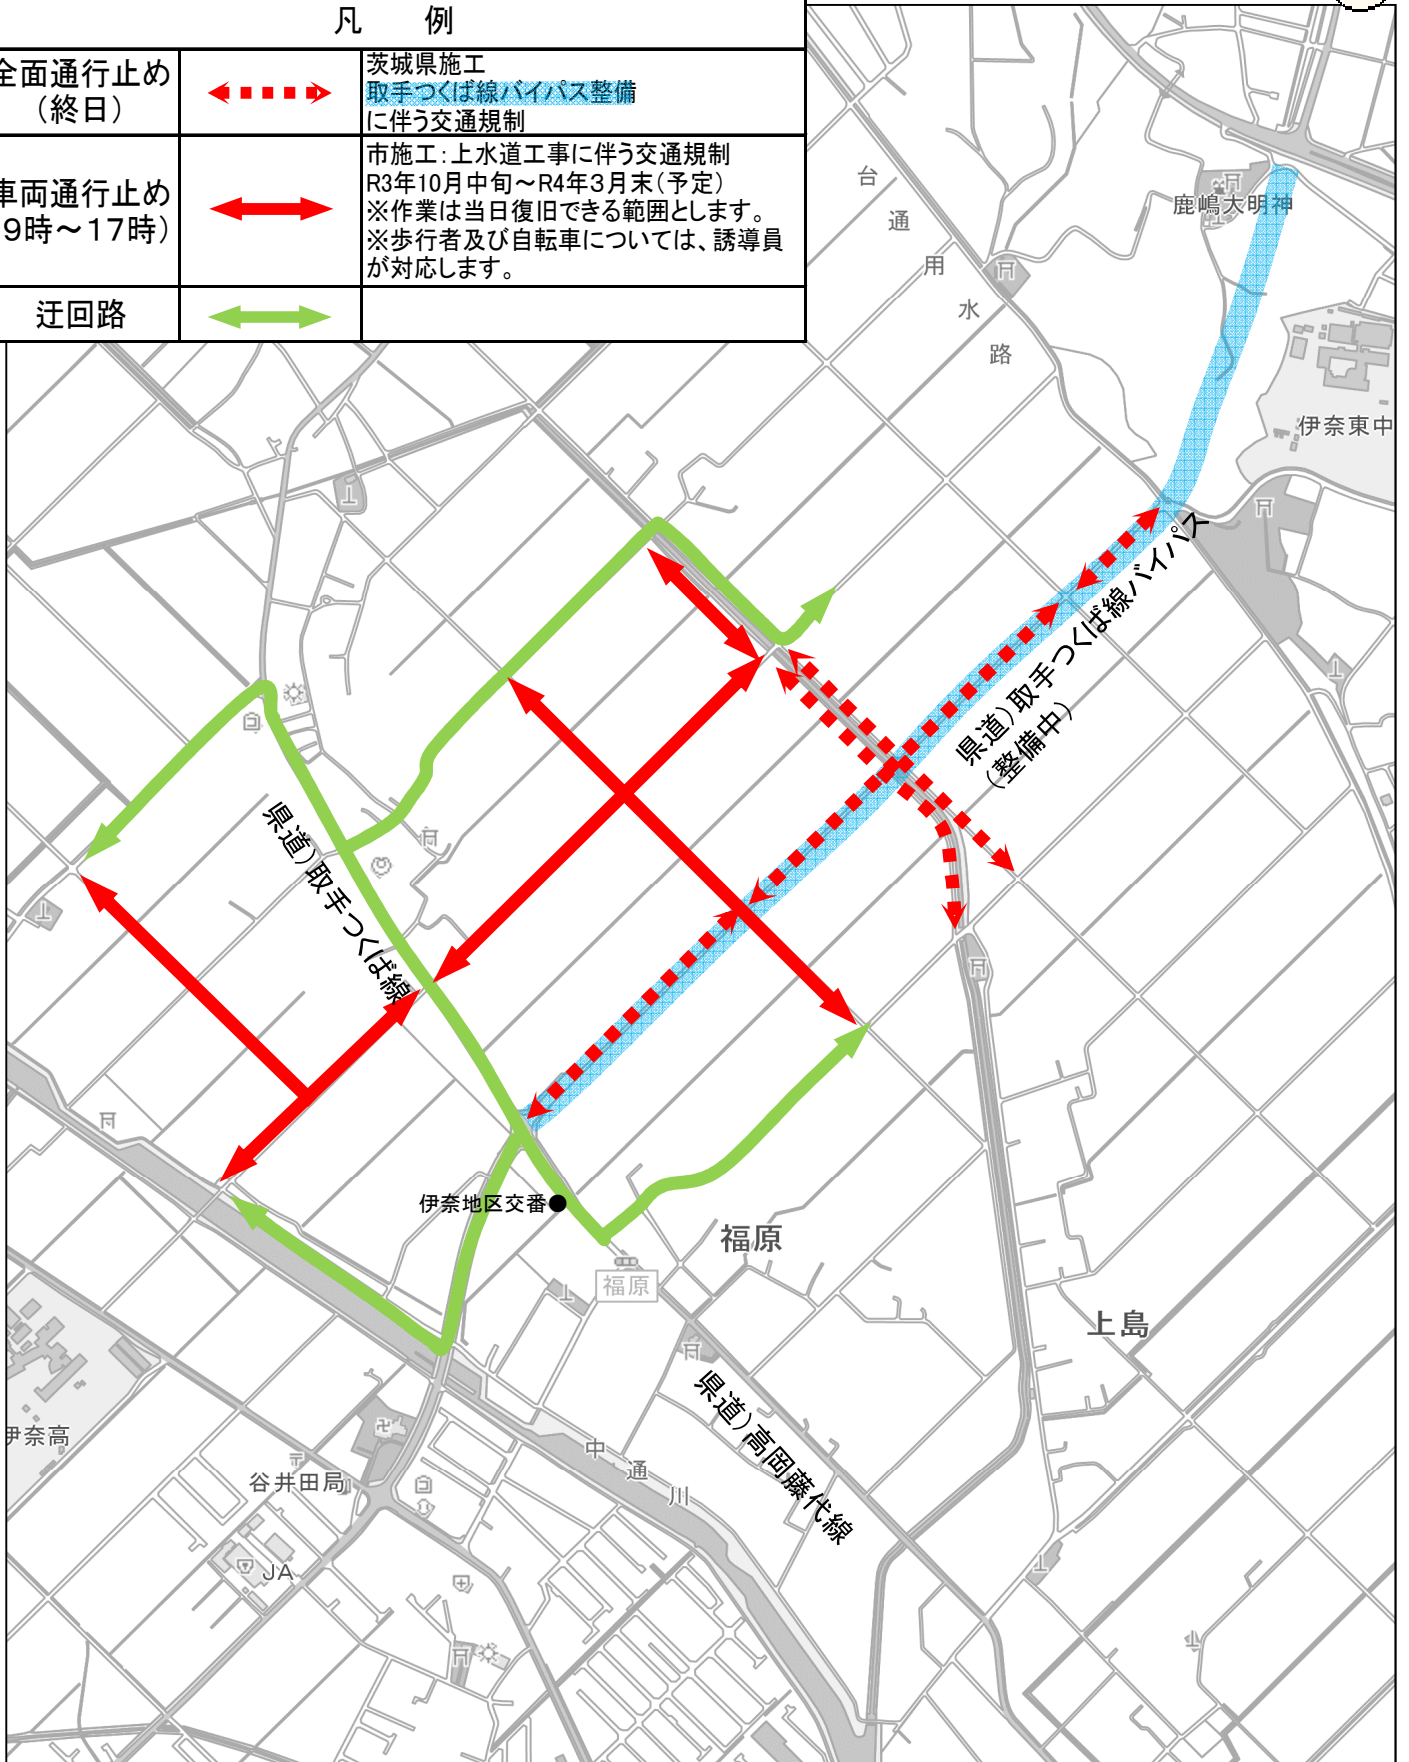 凡 例
全面通行止め
(終日)
茨城県施工
取手つくば線バイパス整備
に伴う交通規制
車両通行止め
9時～17時)
市施工:上水道工事に伴う交通規制
R3年10月中旬～R4年3月末(予定)
※作業は当日復旧できる範囲とします。
※歩行者及び自転車については、誘導員
が対応します。
迂回路
台通用水路
鹿嶋大明神
伊奈東中
県道)取手つくば線バイパス
(整備中)
県道)取手つくば線
伊奈地区交番●
福原
福原
上島
県道)高岡藤代線
中通川
伊奈高
谷井田局
JA